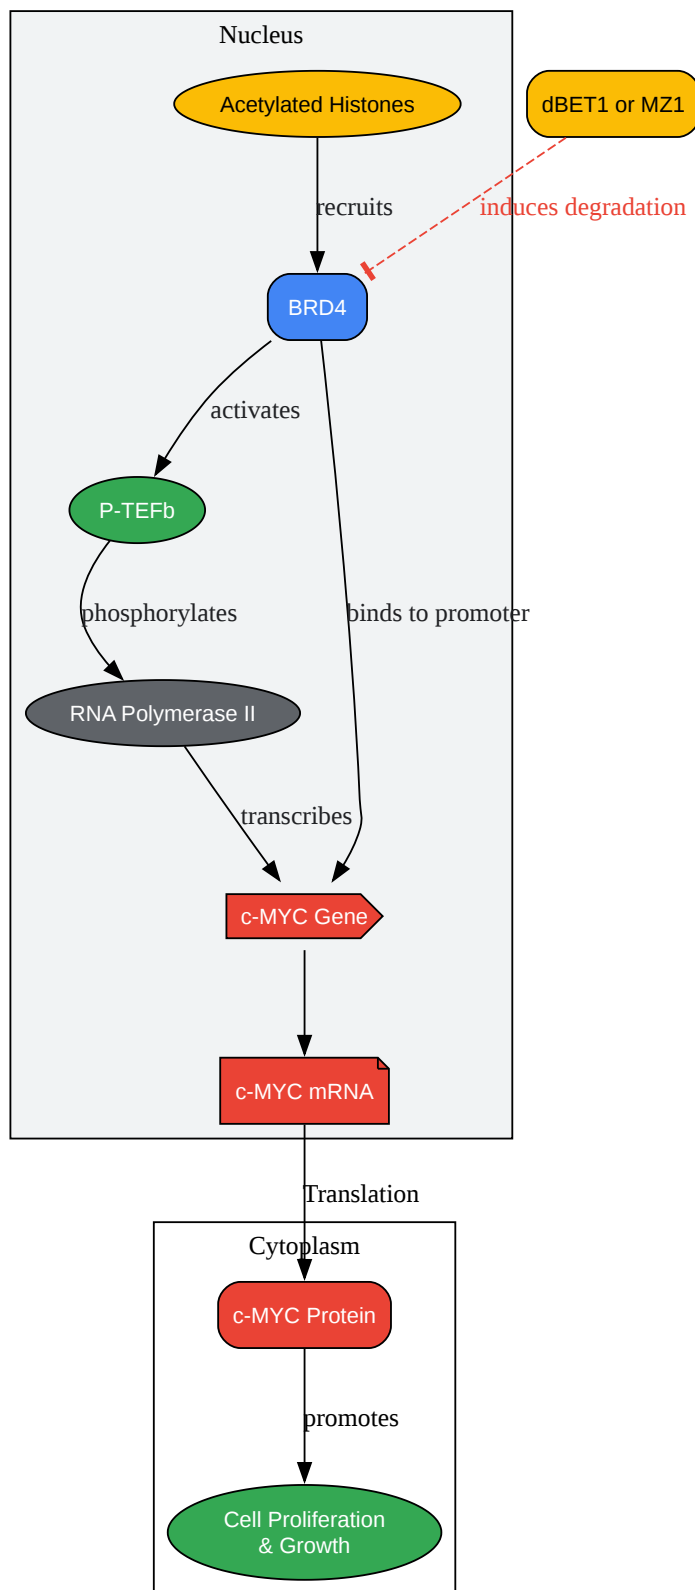 Nucleus
Acetylated Histones
dBET1 or MZ1
recruits
induces degradation
BRD4
activates
P-TEFb
phosphorylates
binds to promoter
RNA Polymerase II
transcribes
c-MYC Gene
c-MYC mRNA
Translation
Cytoplasm
c-MYC Protein
promotes
Cell Proliferation
& Growth